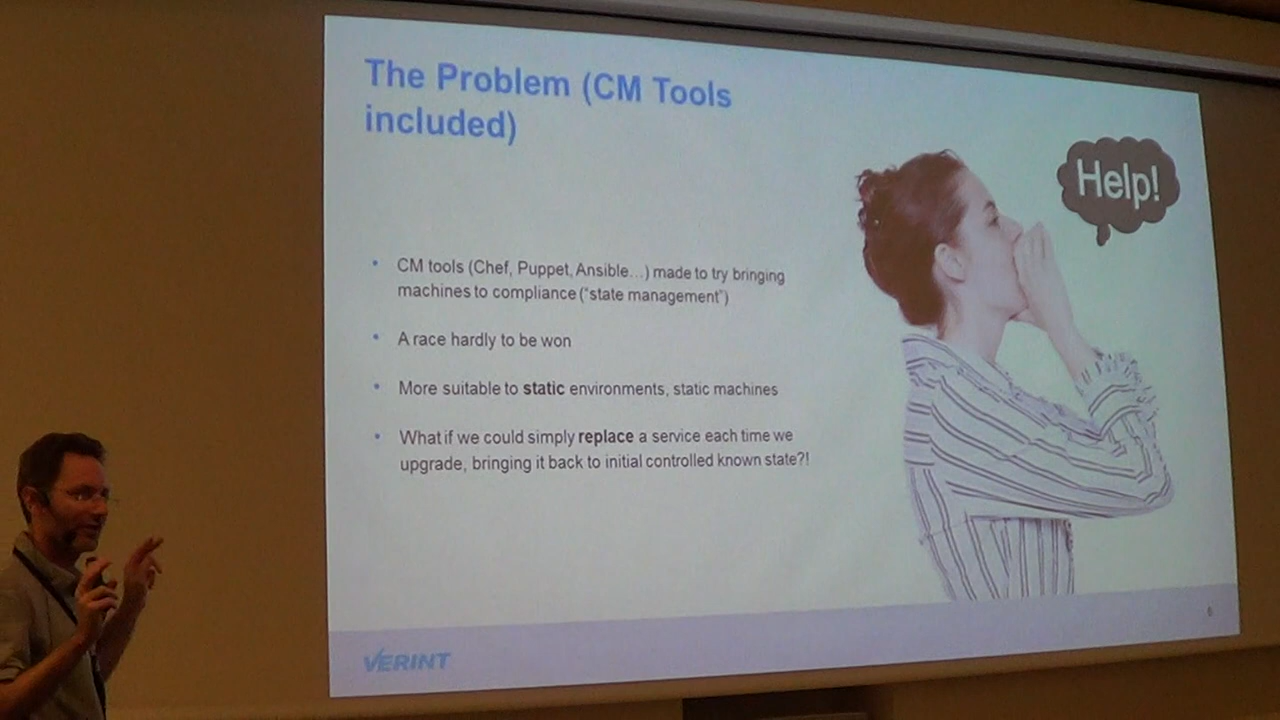 The Problem (CM Tools
included)
Help!
• CM tools (Chef, Puppet, Ansible...) made to try bringing
machines to compliance ("state management")
• A race hardly to be won
• More suitable to static environments, static machines
• What if we could simply replace a service each time we
upgrade, bringing it back to initial controlled known state?!
VERINT
6